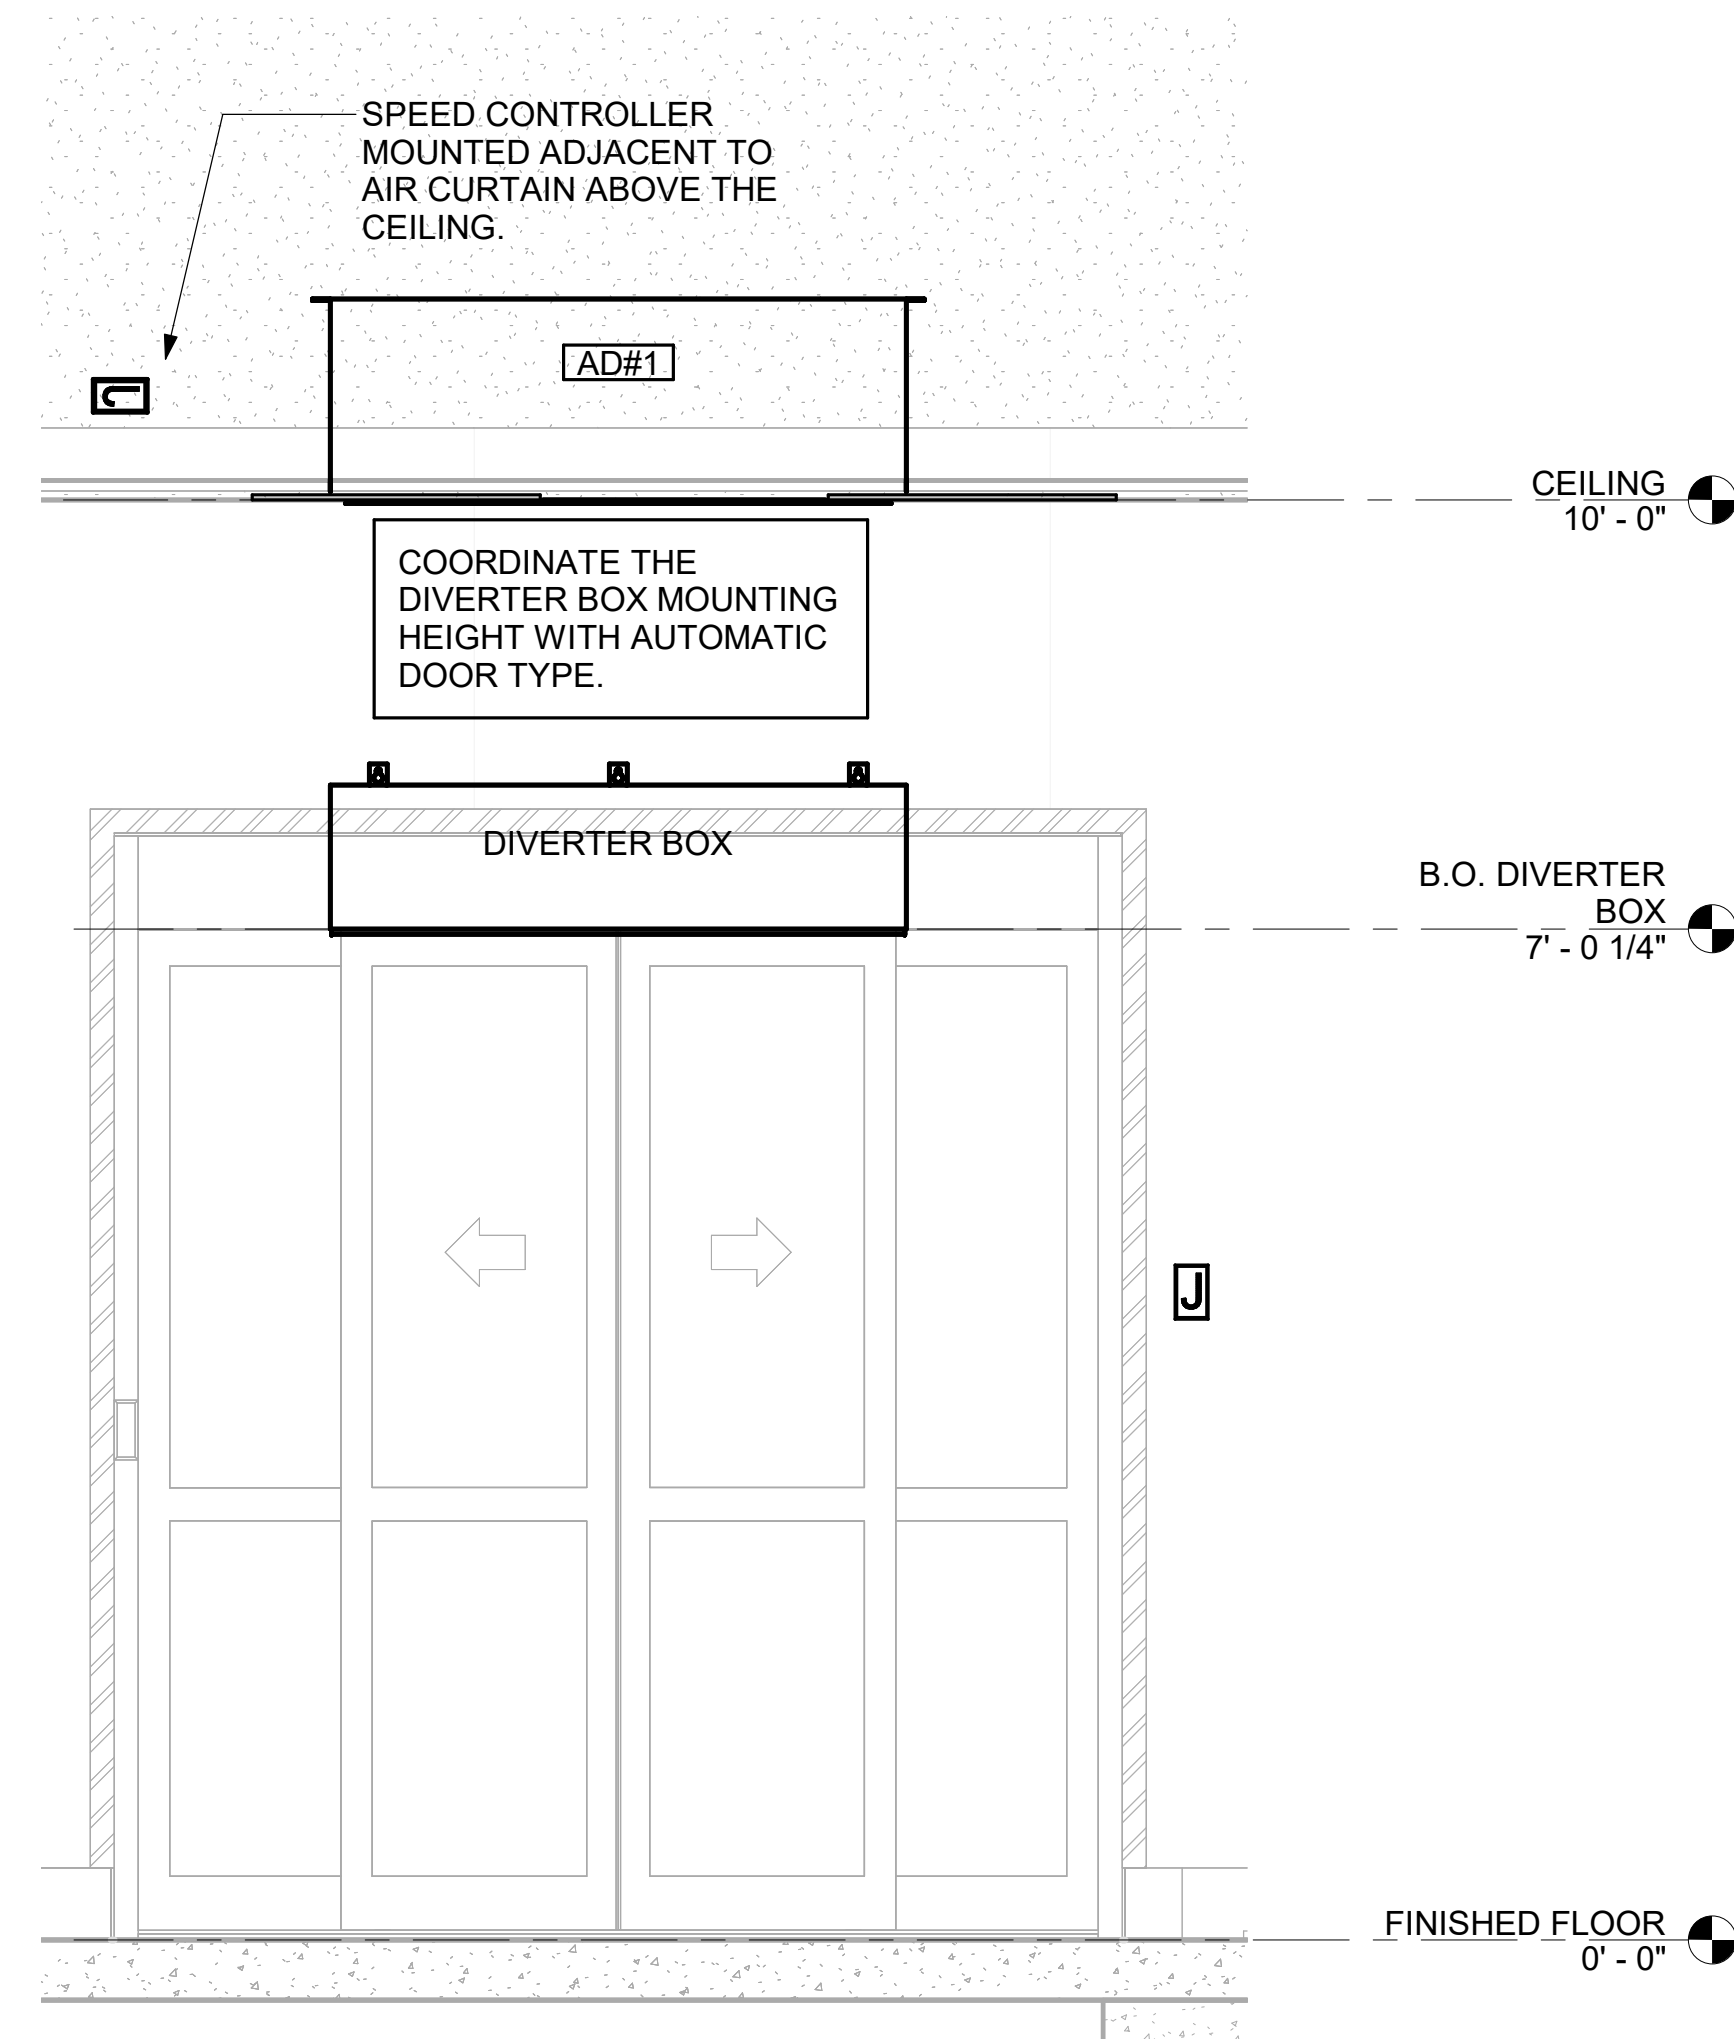 SPEED CONTROLLER
MOUNTED ADJACENT TO
AIR CURTAIN ABOVE THE
CEILING.
AD#1
J
CEILING
10' - 0"
COORDINATE THE
DIVERTER BOX MOUNTING
HEIGHT WITH AUTOMATIC
DOOR TYPE.
DIVERTER BOX
B.O. DIVERTER
BOX
7' - 0 1/4"
J
FINISHED FLOOR
0' - 0"